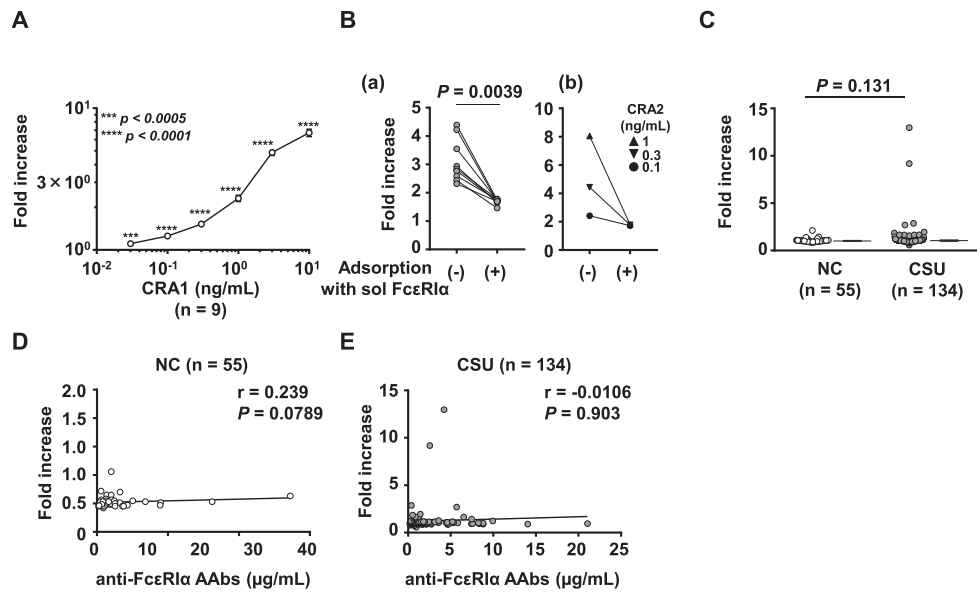 A
B
C
(a)
(b)
*** p < 0.0005
**** p < 0.0001
***
****
****
****
****
****
Fold increase
10¹
3 × 10⁰
10⁰
10⁻²
10⁻¹
10⁰
10¹
CRA1 (ng/mL)
(n = 9)
P = 0.0039
Fold increase
5
4
3
2
1
0
10
8
6
4
2
0
CRA2
(ng/mL)
1
0.3
0.1
Adsorption (-) (+) (-) (+)
with sol FcεRIα
P = 0.131
Fold increase
15
10
5
0
NC CSU
(n = 55) (n = 134)
D
E
NC (n = 55)
r = 0.239
P = 0.0789
Fold increase
2.0
1.5
1.0
1.0
0.5
0
0 10 20 30 40
anti-FcεRIα AAbs (μg/mL)
CSU (n = 134)
r = -0.0106
P = 0.903
Fold increase
15
10
5
0
0 5 10 15 20 25
anti-FcεRIα AAbs (μg/mL)